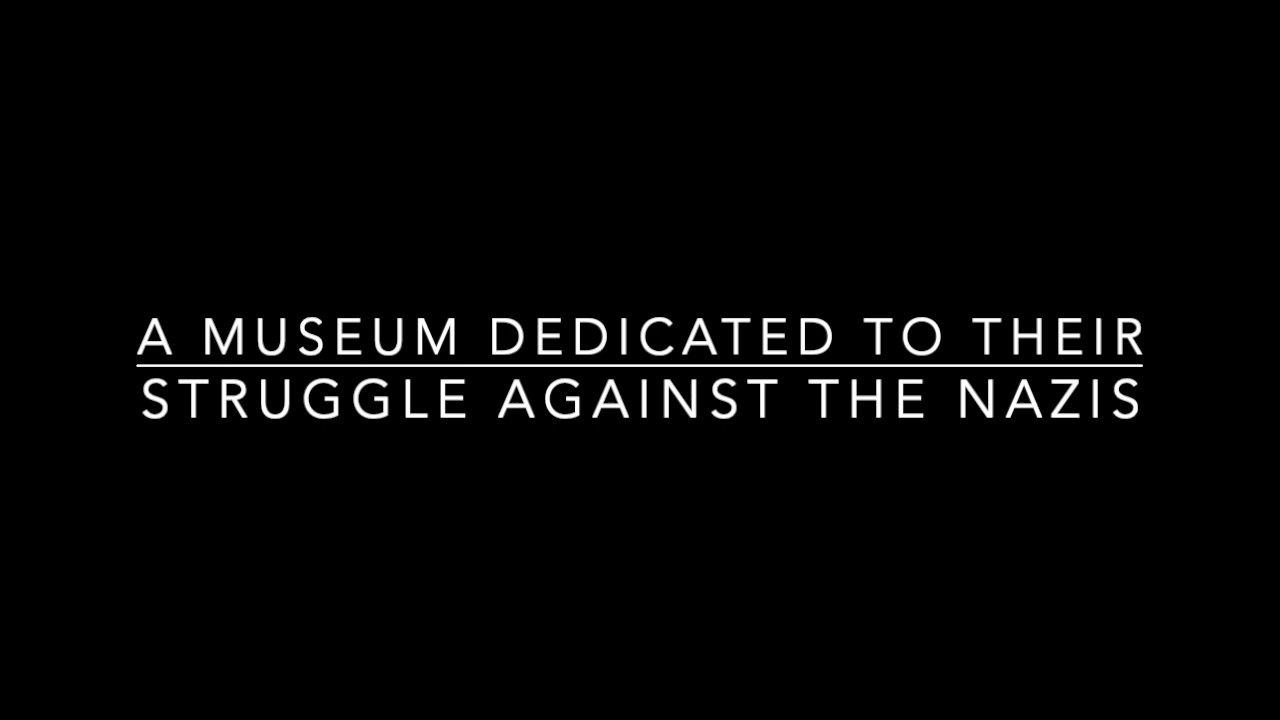 A MUSEUM DEDICATED TO THEIR
STRUGGLE AGAINST THE NAZIS